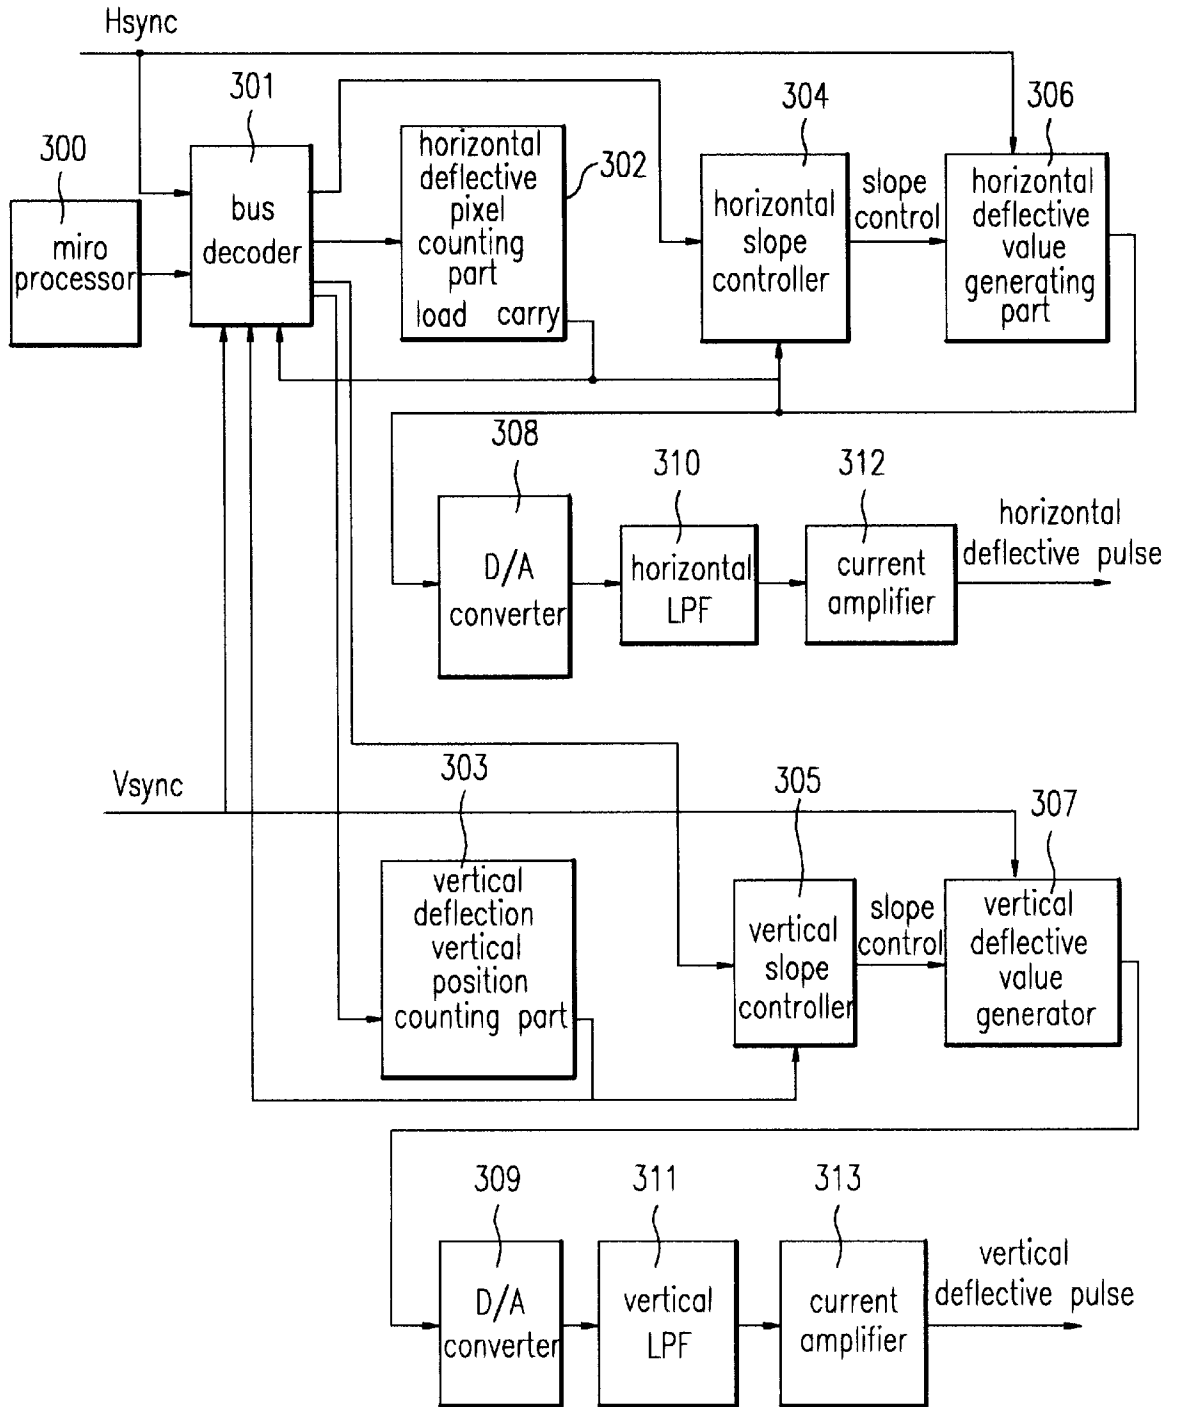 Hsync
301
300
miro
processor
bus
decoder
horizontal
deflective
pixel
counting
part
load carry
302
304
horizontal
slope
controller
slope
control
306
horizontal
deflective
value
generating
part
308
D/A
converter
310
horizontal
LPF
312
current
amplifier
horizontal
deflective pulse
Vsync
303
vertical
deflection
vertical
position
counting part
305
vertical
slope
controller
slope
control
307
vertical
deflective
value
generator
309
D/A
converter
311
vertical
LPF
313
current
amplifier
vertical
deflective pulse